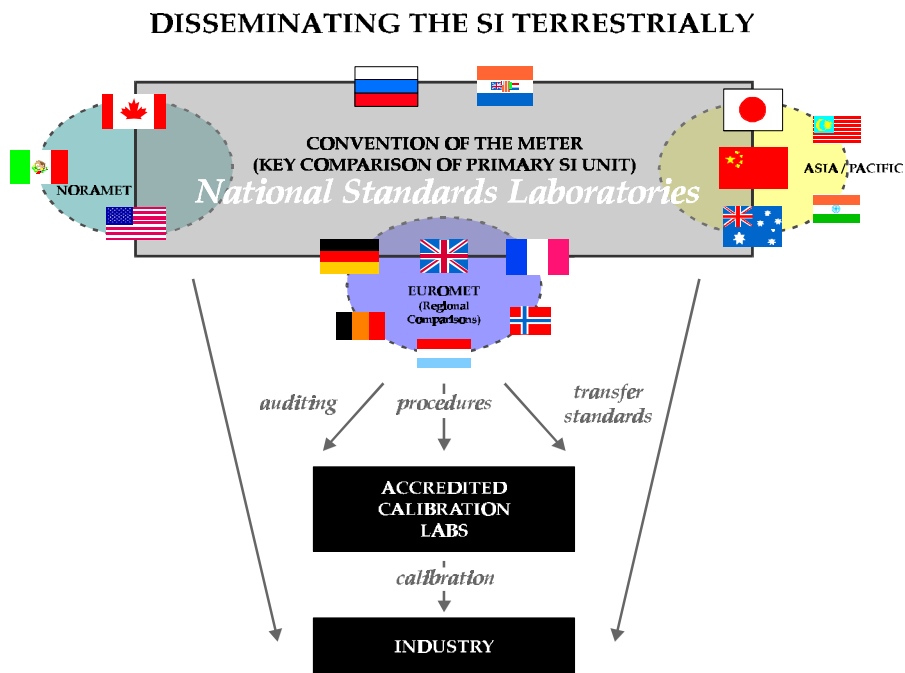 DISSEMINATING THE SI TERRESTRIALLY
CONVENTION OF THE METER
(KEY COMPARISON OF PRIMARY SI UNIT)
National Standards Laboratories
NORAMET
ASIA / PACIFIC
EUROMET
(Regional
Comparisons)
auditing
procedures
transfer
standards
ACCREDITED
CALIBRATION
LABS
calibration
INDUSTRY